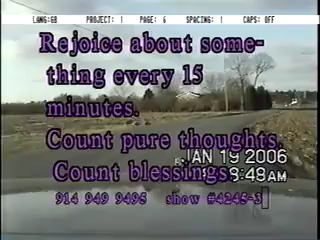 LANG:GB PROJECT: 1 PAGE: 6 SPACING: 1 CAPS: OFF
Rejoice about some-
thing every 15
minutes.
Count pure thoughts.
Count blessings.
JAN 19 2006
8:48AM
914 949 9495 show #4245-3